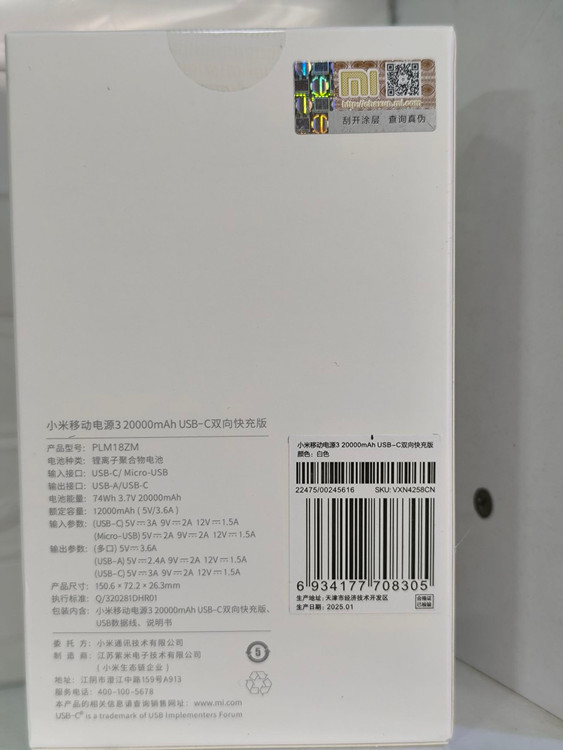 mi
http://chaxun.mi.com
刮开涂层 查询真伪
小米移动电源3 20000mAh USB-C双向快充版
产品型号: PLM18ZM
电池种类: 锂离子聚合物电池
输入接口: USB-C/ Micro-USB
输出接口: USB-A/USB-C
电池能量: 74Wh 3.7V 20000mAh
额定容量: 12000mAh (5V/3.6A)
输入参数: (USB-C) 5V⎓3A 9V⎓2A 12V⎓1.5A
(Micro-USB) 5V⎓2A 9V⎓2A 12V⎓1.5A
输出参数: (多口) 5V⎓3.6A
(USB-A) 5V⎓2.4A 9V⎓2A 12V⎓1.5A
(USB-C) 5V⎓3A 9V⎓2A 12V⎓1.5A
产品尺寸: 150.6×72.2×26.3mm
执行标准: Q/320281DHR01
包装内含: 小米移动电源3 20000mAh USB-C双向快充版、
USB数据线、说明书
委托方: 小米通讯技术有限公司
制造商: 江苏紫米电子技术有限公司
(小米生态链企业)
地址: 江阴市澄江中路159号A913
服务电话: 400-100-5678
本产品的相关信息请查询网址: www.mi.com
USB-C® is a trademark of USB Implementers Forum
5
小米移动电源3 20000mAh USB-C双向快充版
颜色: 白色
22475/00245616 SKU: VXN4258CN
6 934177 708305
生产地址: 天津市经济技术开发区
生产日期: 2025.01
合格证
已检验